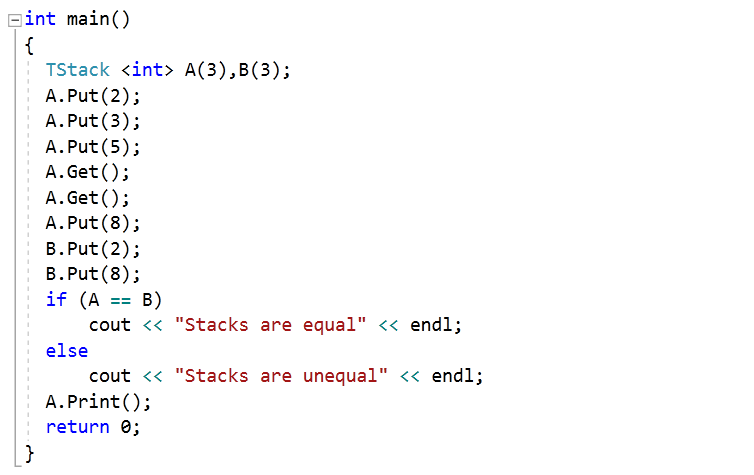 int main()
{
TStack <int> A(3),B(3);
A.Put(2);
A.Put(3);
A.Put(5);
A.Get();
A.Get();
A.Put(8);
B.Put(2);
B.Put(8);
if (A == B)
cout << "Stacks are equal" << endl;
else
cout << "Stacks are unequal" << endl;
A.Print();
return 0;
}